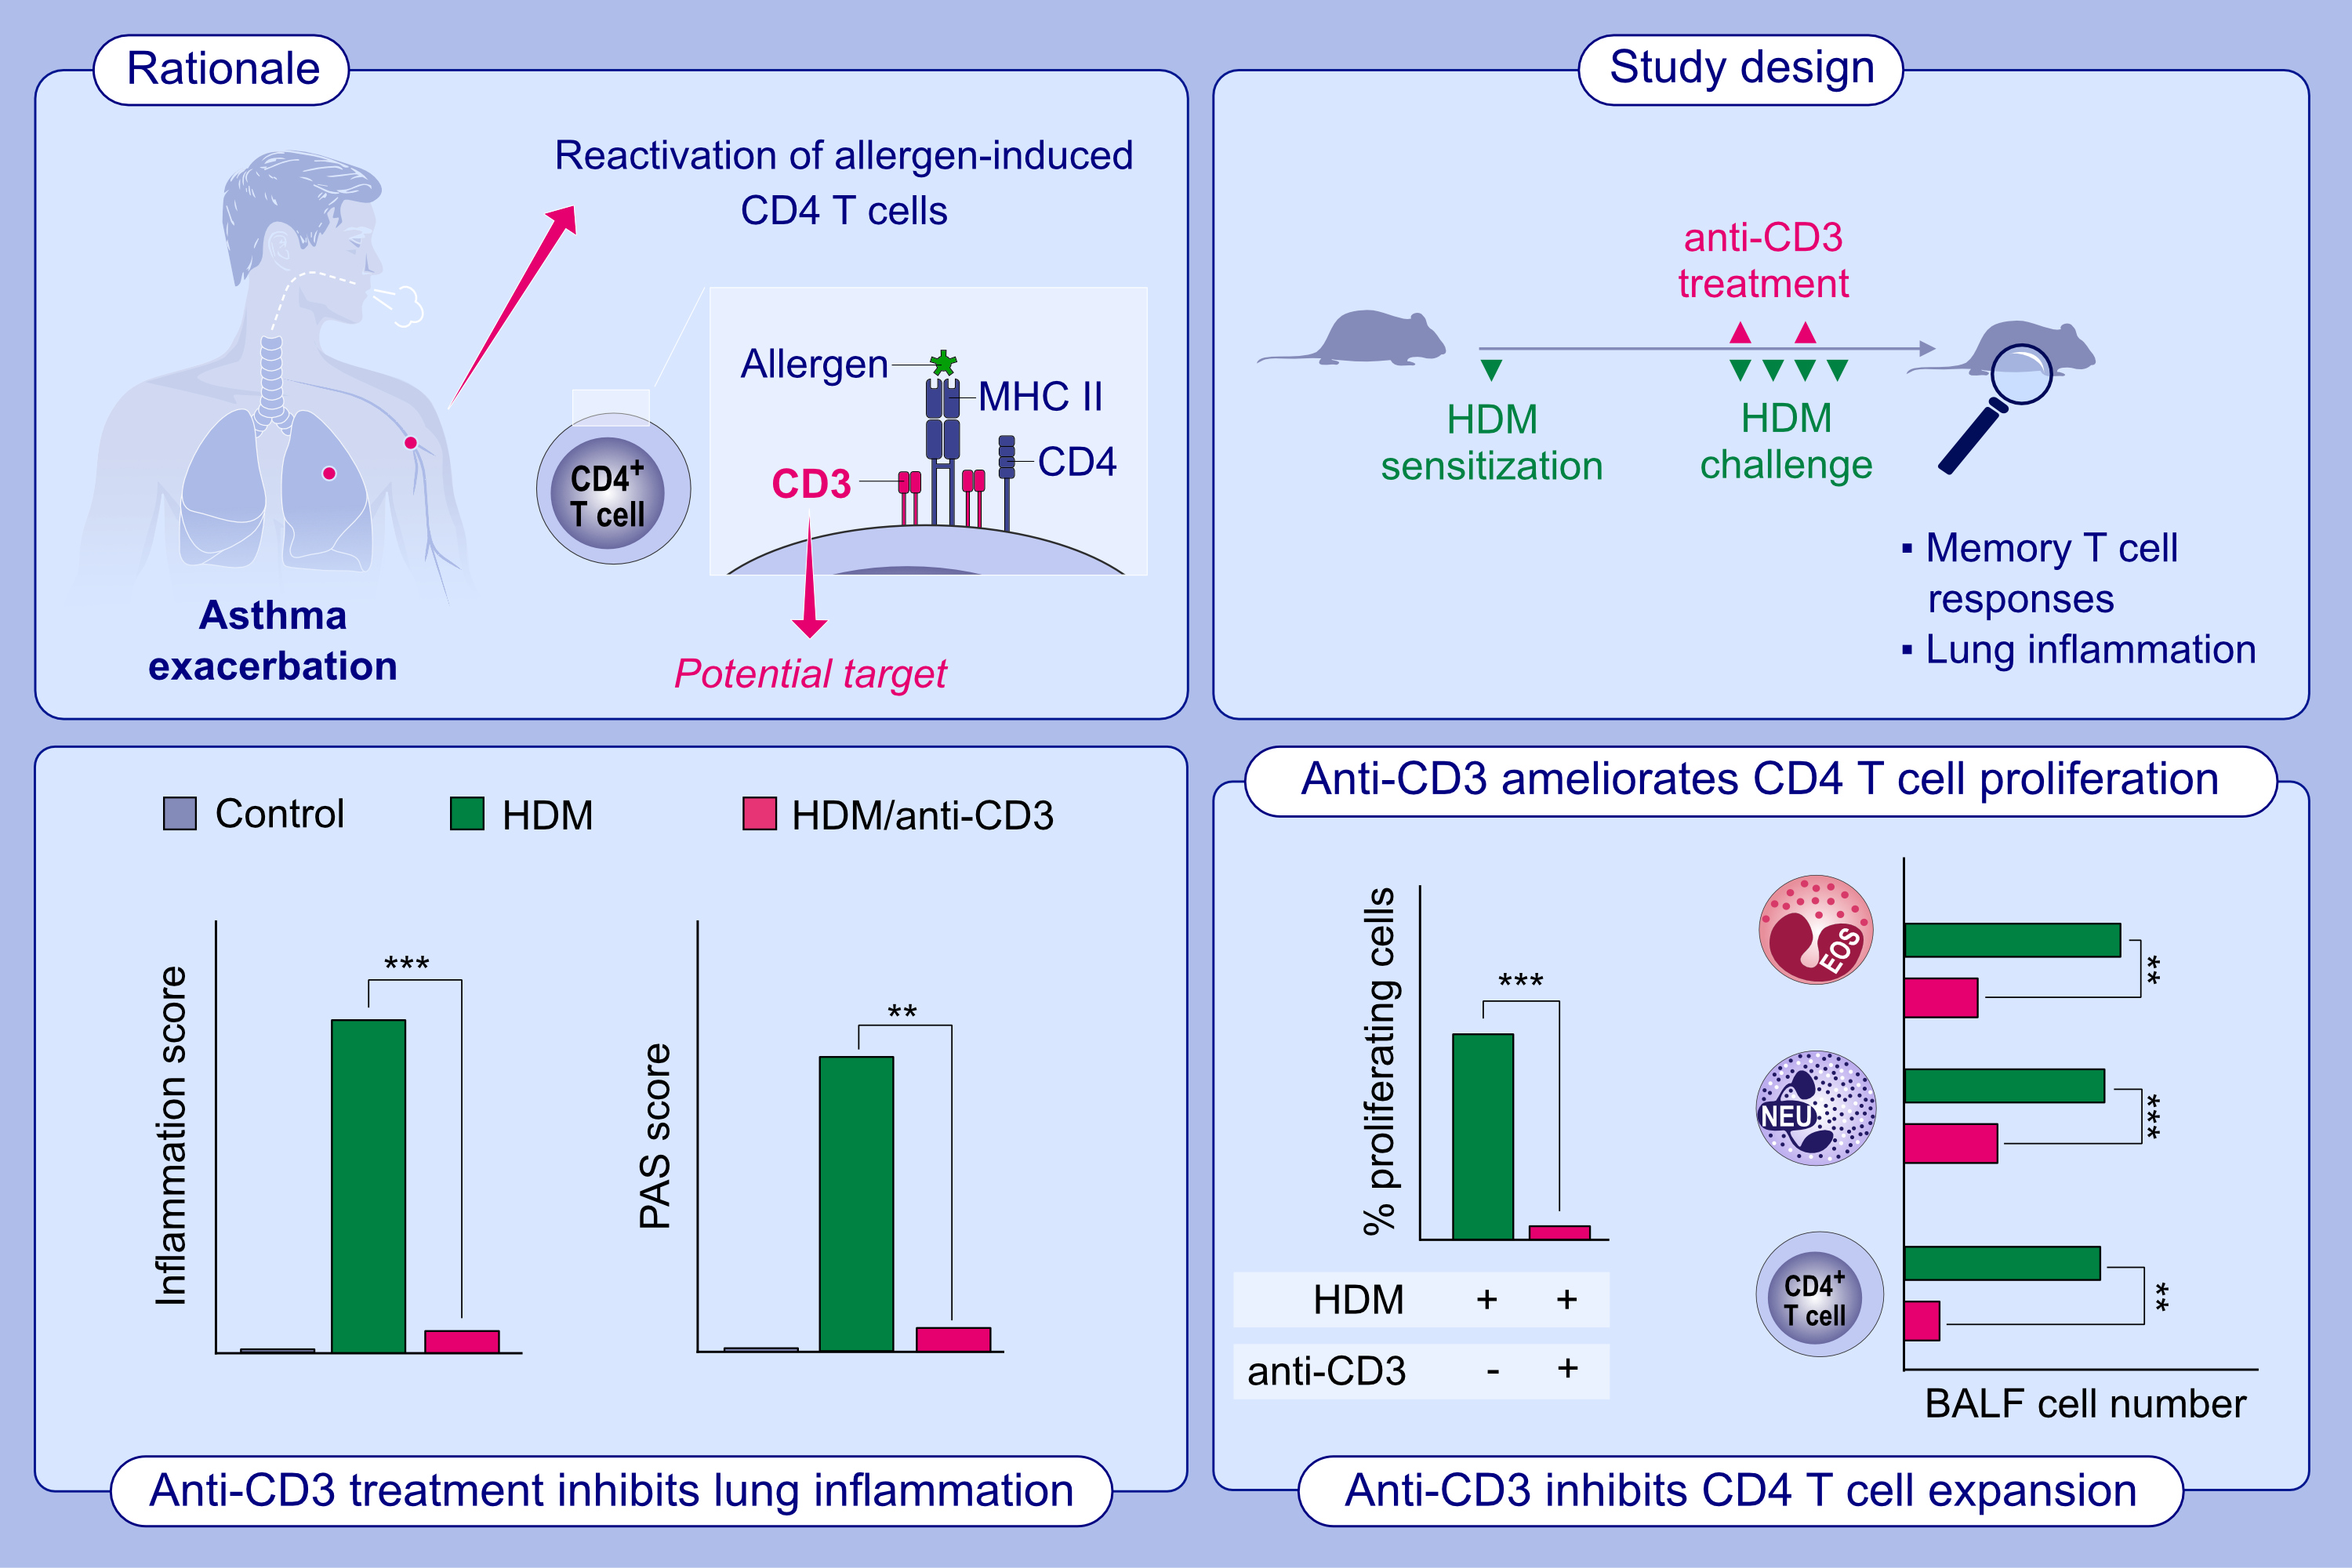 Rationale
Reactivation of allergen-induced
CD4 T cells
Allergen
MHC II
CD4
CD3
CD4+
T cell
Potential target
Asthma
exacerbation
Study design
anti-CD3
treatment
HDM
sensitization
HDM
challenge
▪ Memory T cell
responses
▪ Lung inflammation
Control
HDM
HDM/anti-CD3
Inflammation score
***
PAS score
**
Anti-CD3 treatment inhibits lung inflammation
Anti-CD3 ameliorates CD4 T cell proliferation
% proliferating cells
***
HDM + +
anti-CD3 - +
EOS
**
NEU
***
CD4+
T cell
**
BALF cell number
Anti-CD3 inhibits CD4 T cell expansion